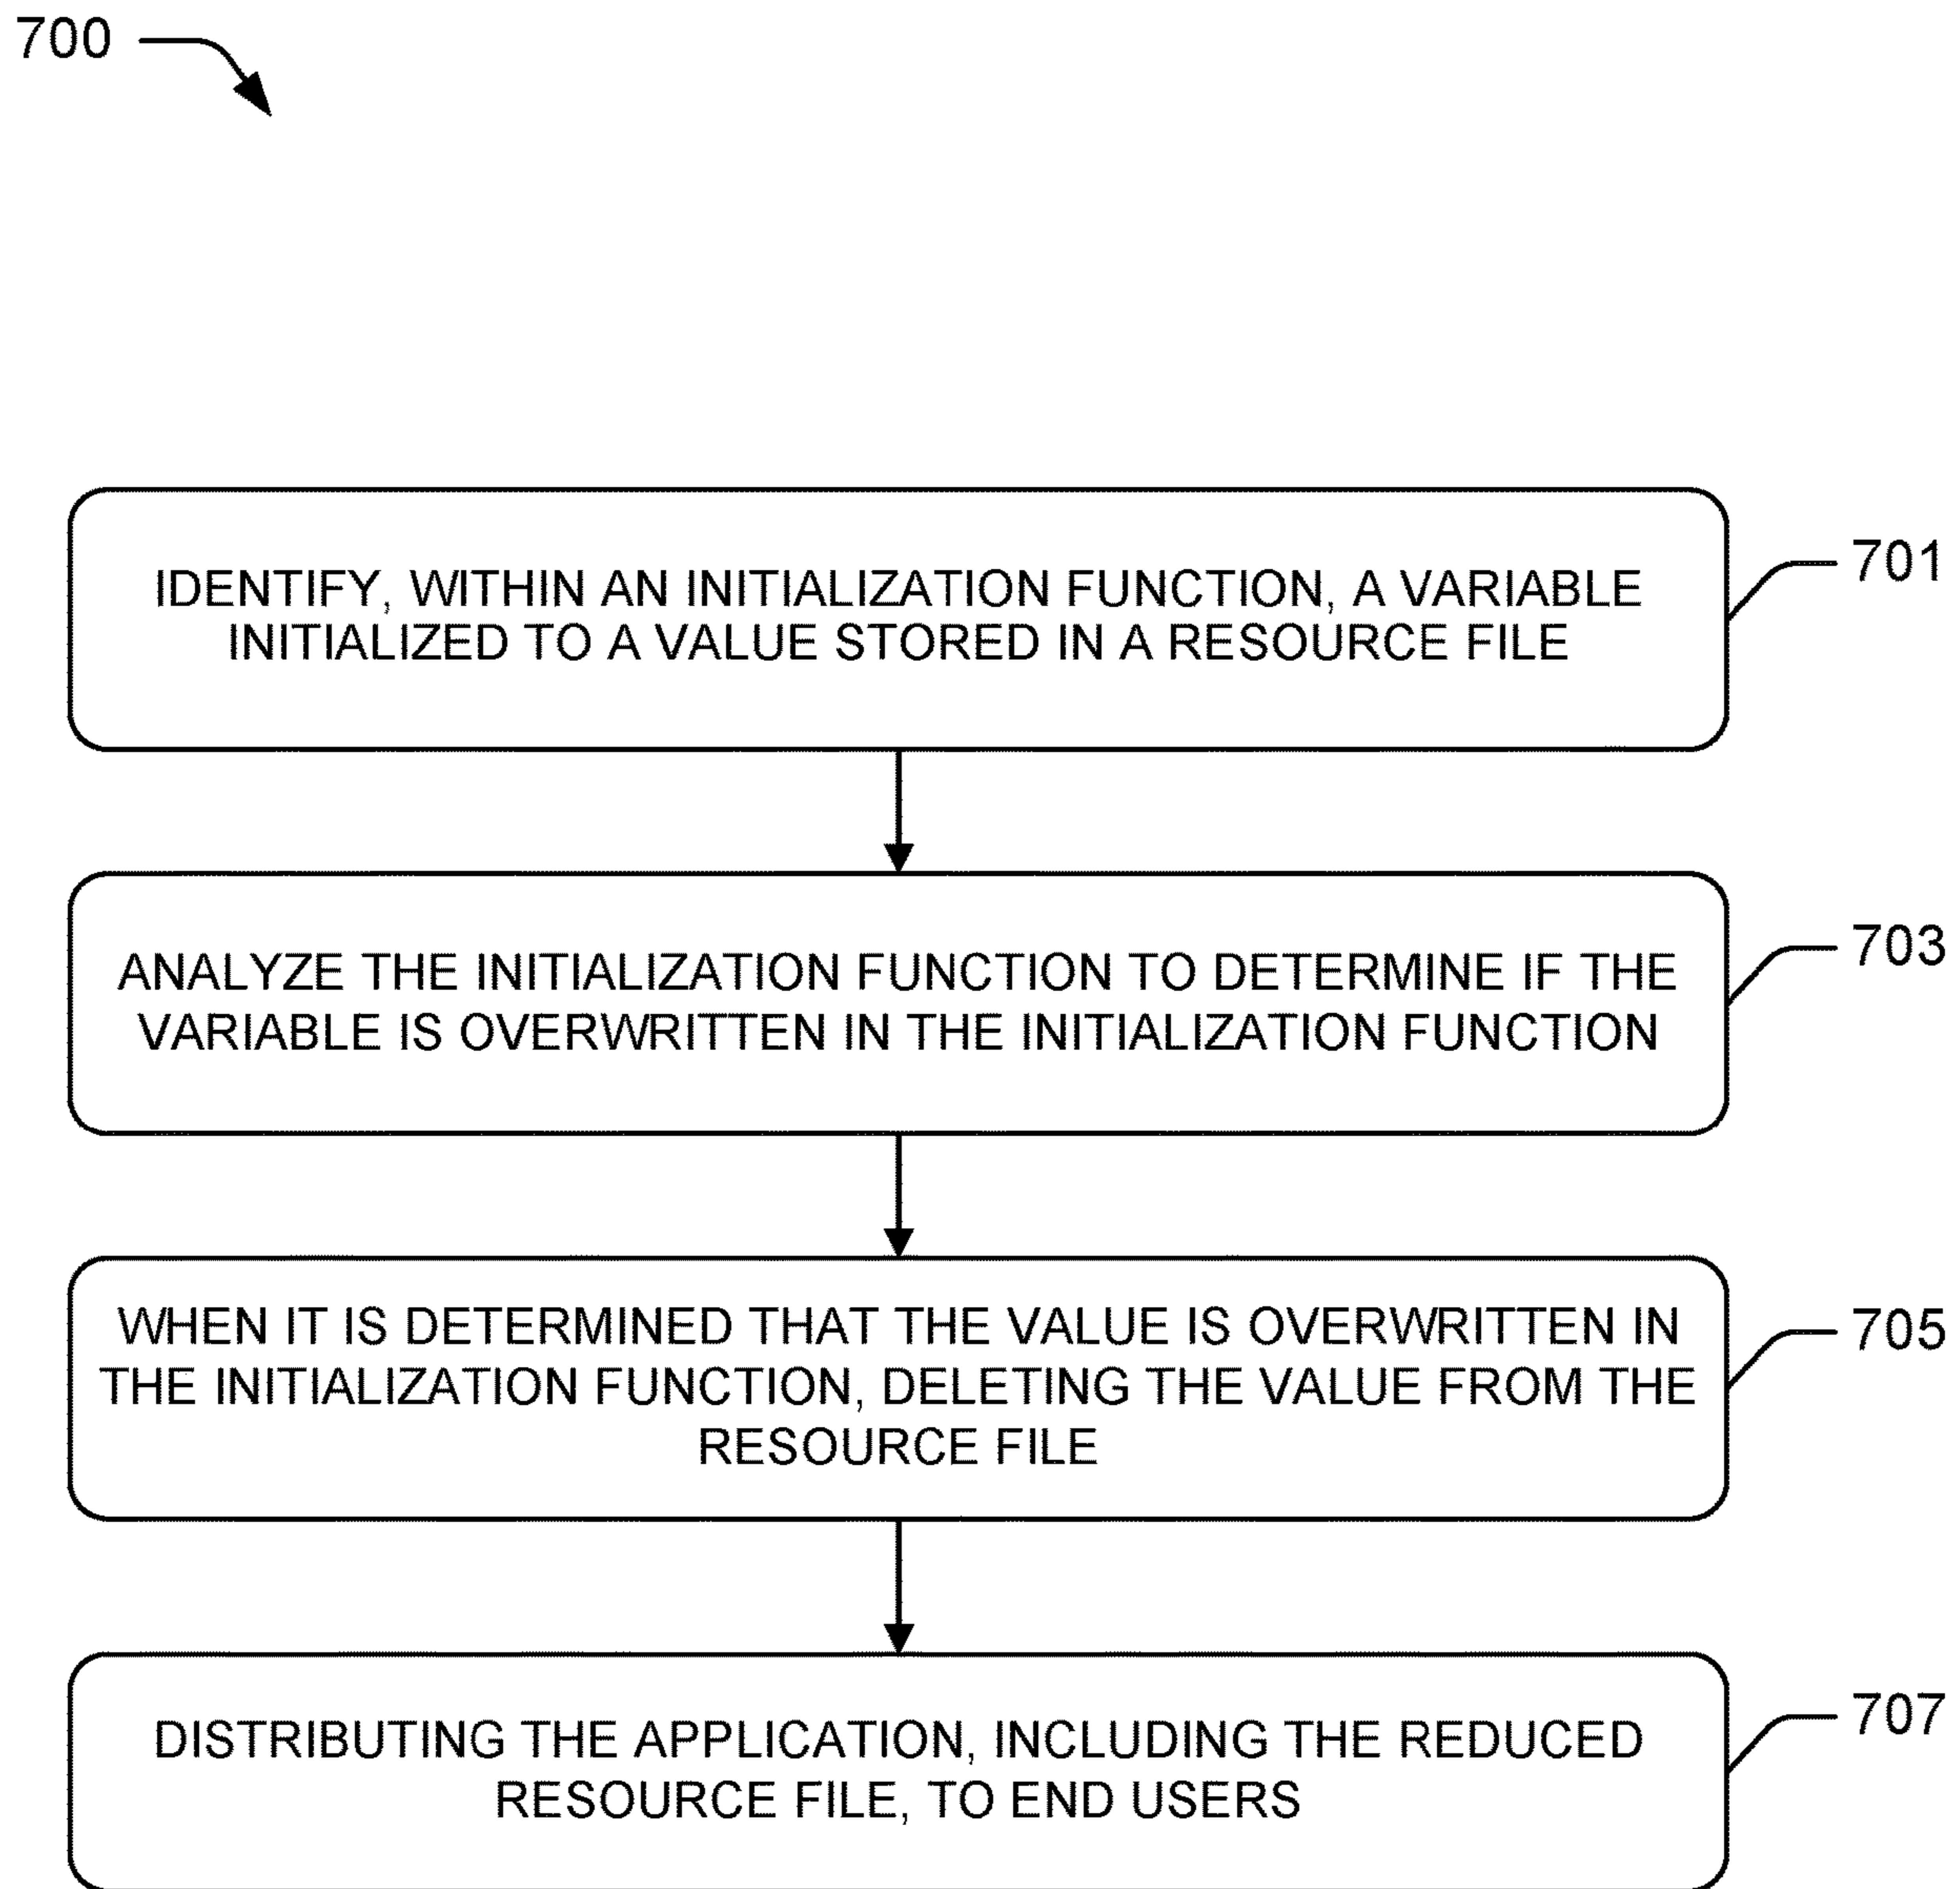 700
IDENTIFY, WITHIN AN INITIALIZATION FUNCTION, A VARIABLE
INITIALIZED TO A VALUE STORED IN A RESOURCE FILE
701
ANALYZE THE INITIALIZATION FUNCTION TO DETERMINE IF THE
VARIABLE IS OVERWRITTEN IN THE INITIALIZATION FUNCTION
703
WHEN IT IS DETERMINED THAT THE VALUE IS OVERWRITTEN IN
THE INITIALIZATION FUNCTION, DELETING THE VALUE FROM THE
RESOURCE FILE
705
DISTRIBUTING THE APPLICATION, INCLUDING THE REDUCED
RESOURCE FILE, TO END USERS
707